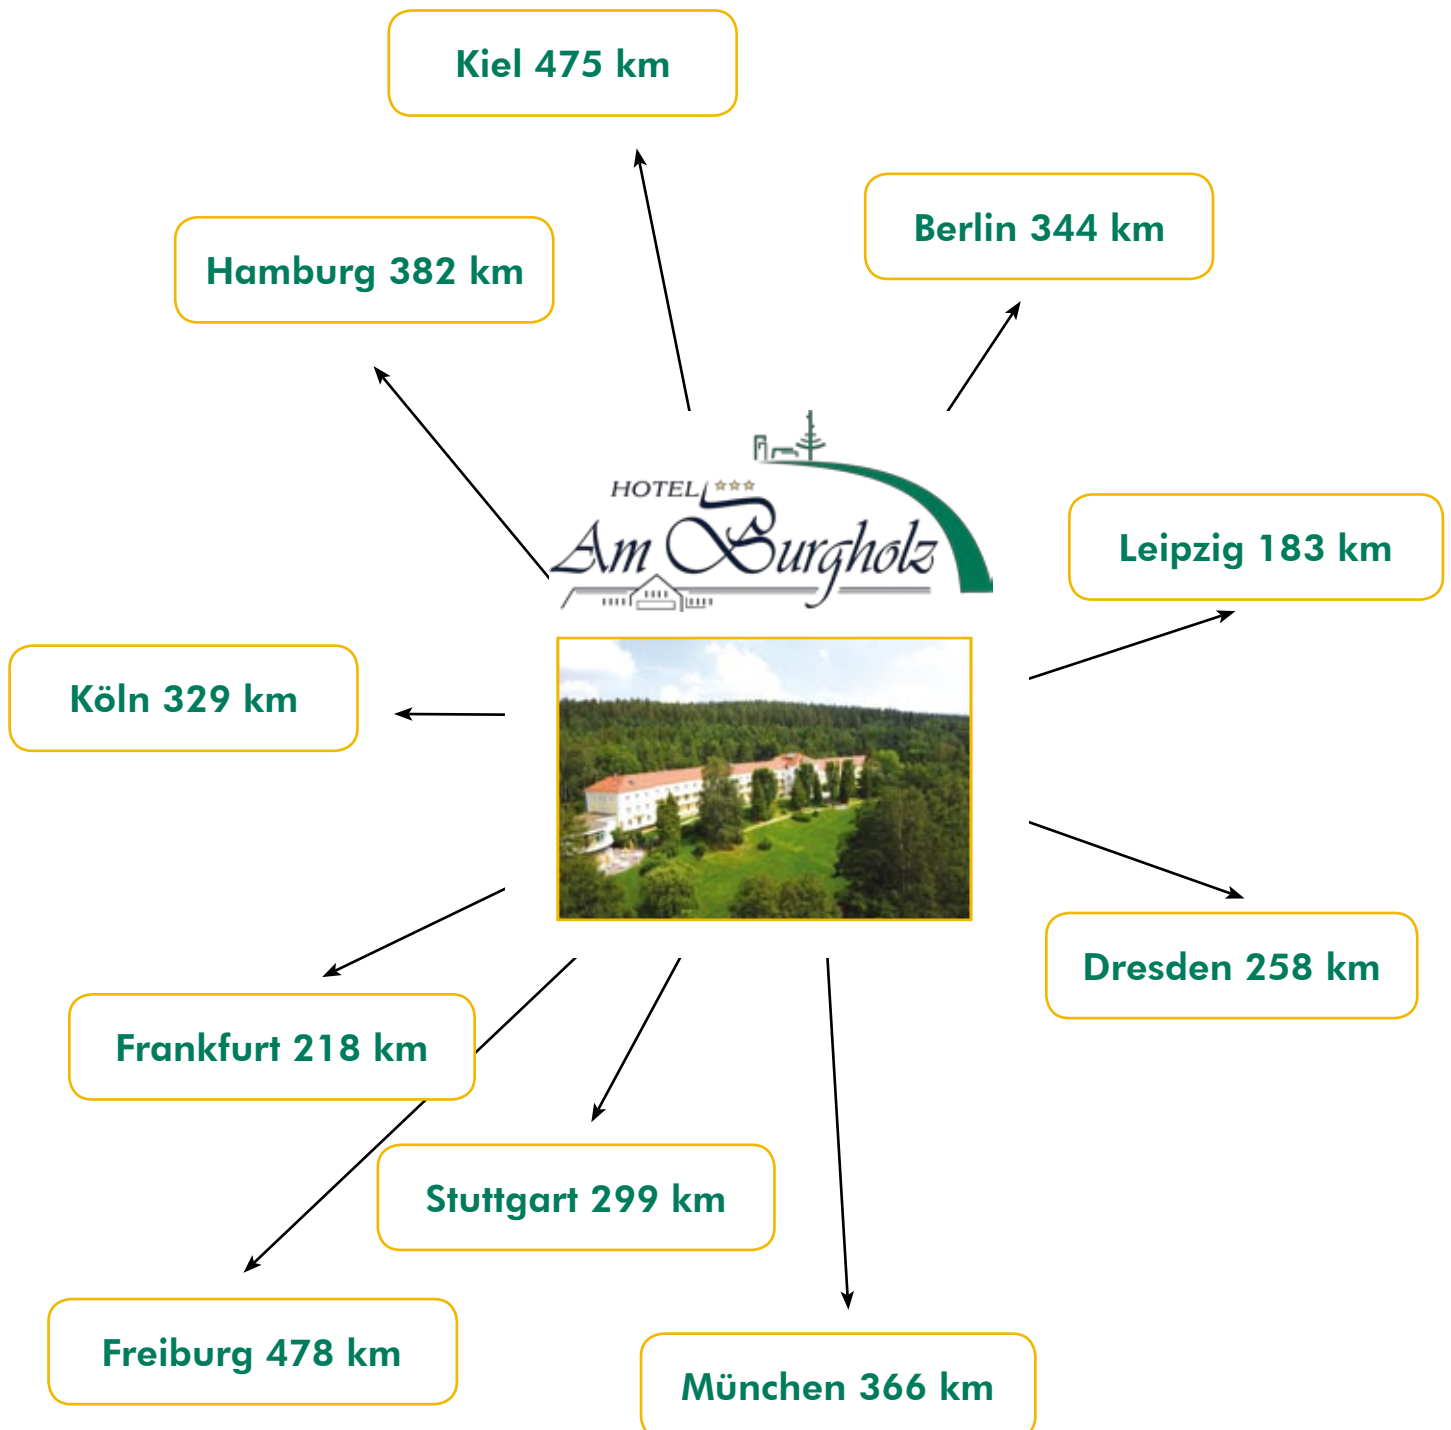 Kiel 475 km
Berlin 344 km
Hamburg 382 km
HOTEL
Am Burgholz
Leipzig 183 km
Köln 329 km
Dresden 258 km
Frankfurt 218 km
Stuttgart 299 km
Freiburg 478 km
München 366 km